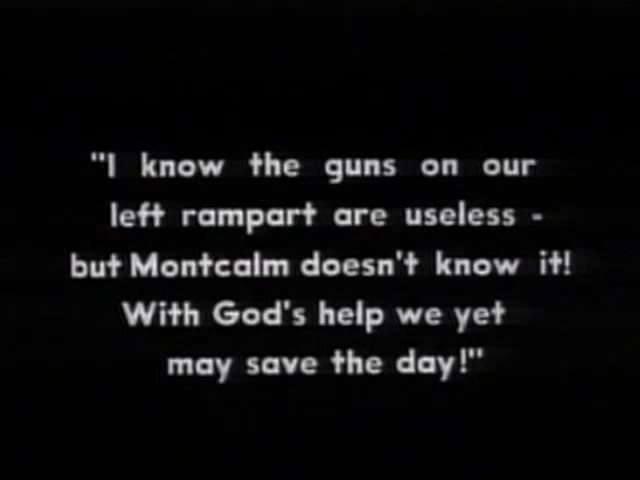 "I know the guns on our
left rampart are useless -
but Montcalm doesn't know it!
With God's help we yet
may save the day!"